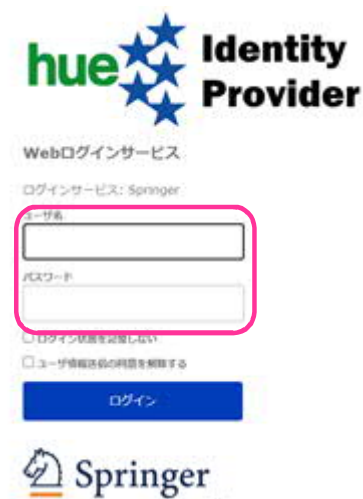 hue Identity
Provider
Webログインサービス
ログインサービス: Springer
ユーザ名
パスワード
ログイン状態を記憶しない
ユーザ情報送信の同意を解除する
ログイン
Springer